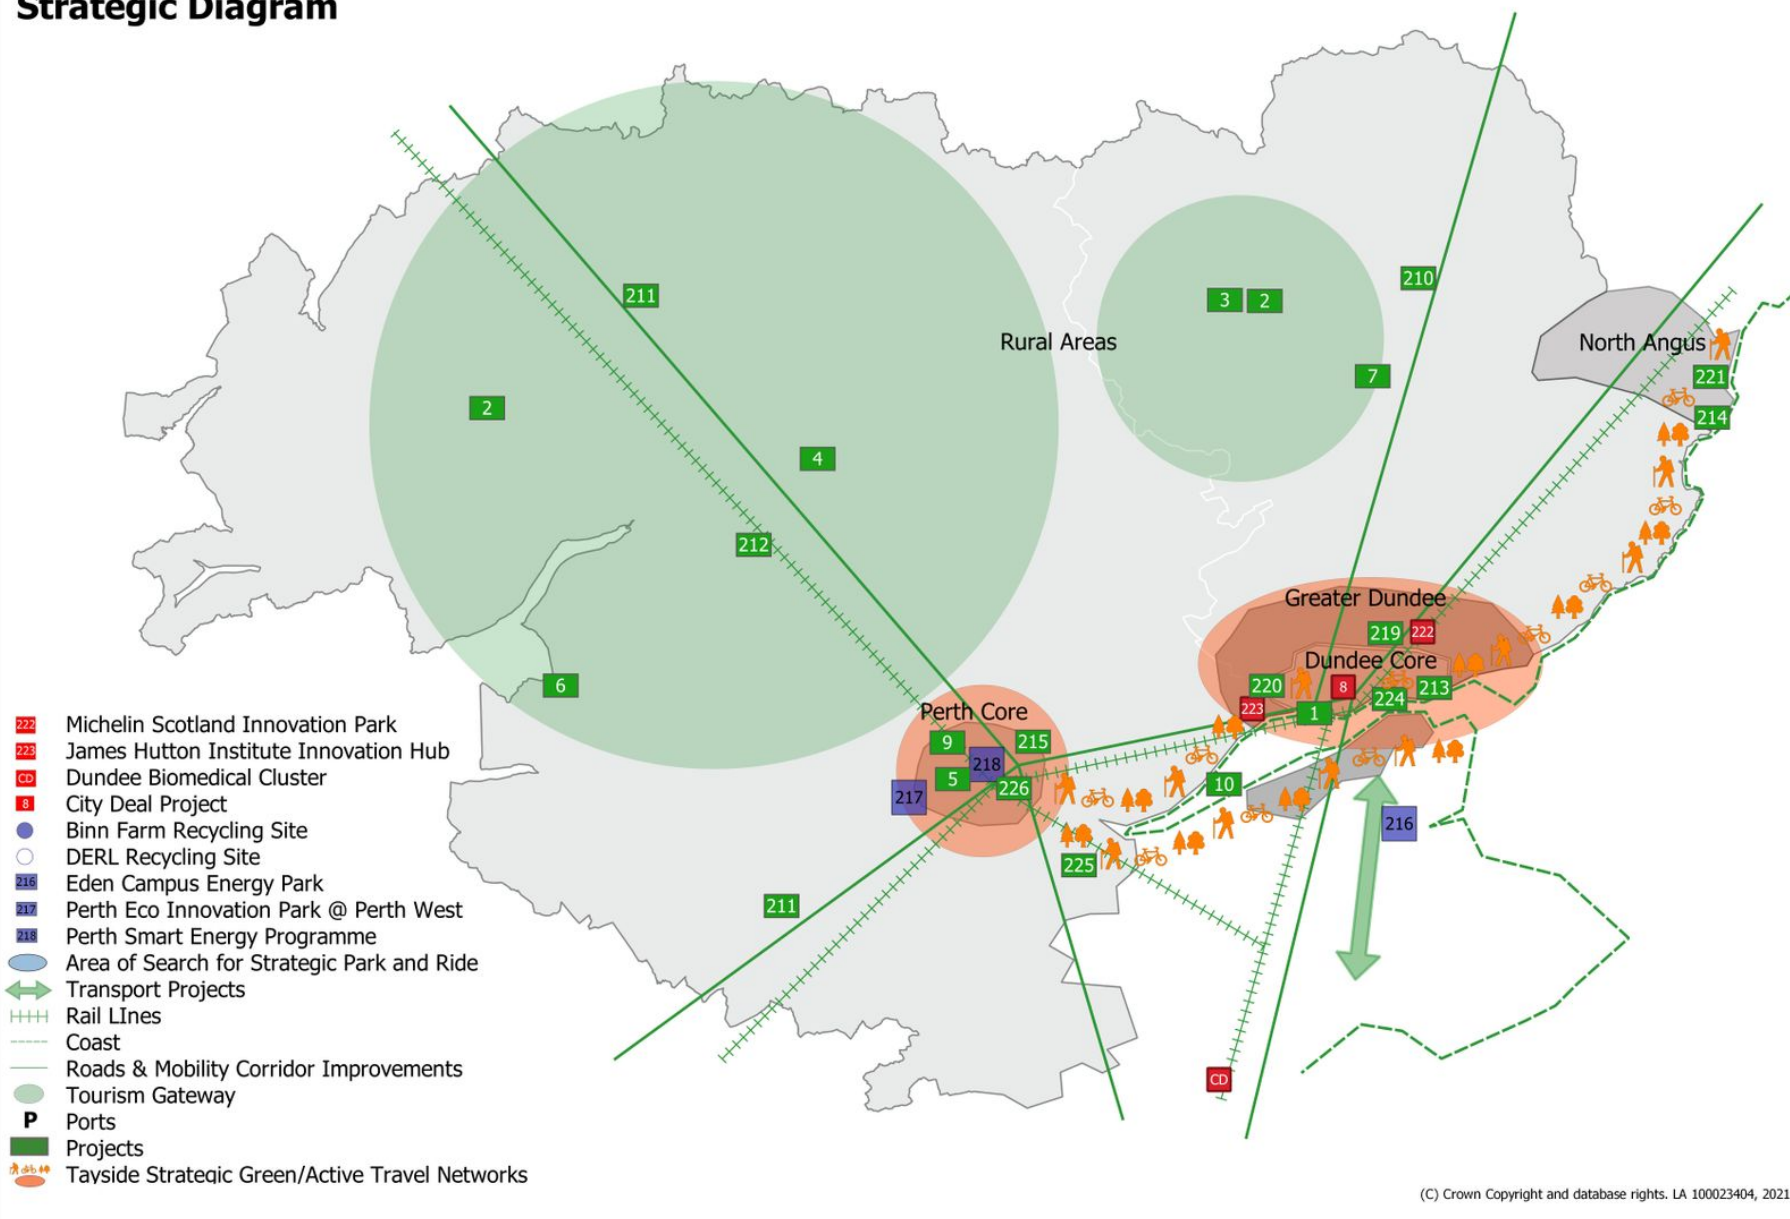 Strategic Diagram
211
3 2
210
Rural Areas
North Angus
7
221
2
214
4
212
Greater Dundee
219
222
Dundee Core
6
220
8
213
224
223
1
Perth Core
9
215
218
5
10
217
226
216
225
211
CD
222 Michelin Scotland Innovation Park
223 James Hutton Institute Innovation Hub
CD Dundee Biomedical Cluster
8 City Deal Project
Binn Farm Recycling Site
DERL Recycling Site
216 Eden Campus Energy Park
217 Perth Eco Innovation Park @ Perth West
218 Perth Smart Energy Programme
Area of Search for Strategic Park and Ride
Transport Projects
Rail LInes
Coast
Roads & Mobility Corridor Improvements
Tourism Gateway
P Ports
Projects
Tayside Strategic Green/Active Travel Networks
(C) Crown Copyright and database rights. LA 100023404, 2021